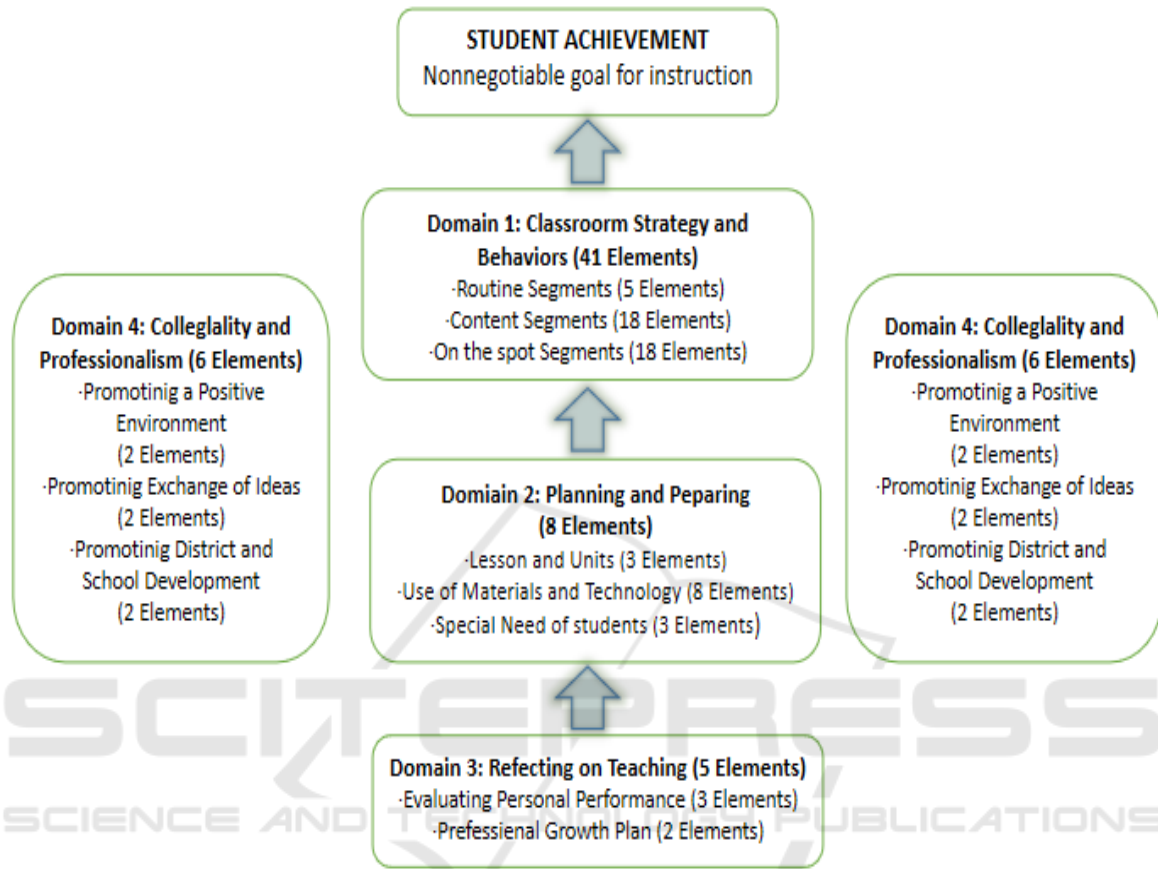 STUDENT ACHIEVEMENT
Nonnegotiable goal for instruction
Domain 1: Classroorm Strategy and
Behaviors (41 Elements)
·Routine Segments (5 Elements)
·Content Segments (18 Elements)
·On the spot Segments (18 Elements)
Domain 4: Colleglality and
Professionalism (6 Elements)
·Promotinig a Positive
Environment
(2 Elements)
·Promotinig Exchange of Ideas
(2 Elements)
·Promotinig District and
School Development
(2 Elements)
Domiain 2: Planning and Peparing
(8 Elements)
·Lesson and Units (3 Elements)
·Use of Materials and Technology (8 Elements)
·Special Need of students (3 Elements)
Domain 4: Colleglality and
Professionalism (6 Elements)
·Promotinig a Positive
Environment
(2 Elements)
·Promotinig Exchange of Ideas
(2 Elements)
·Promotinig District and
School Development
(2 Elements)
Domain 3: Refecting on Teaching (5 Elements)
·Evaluating Personal Performance (3 Elements)
·Prefessienal Growth Plan (2 Elements)
SCITEPRESS
SCIENCE AND TECHNOLOGY PUBLICATIONS